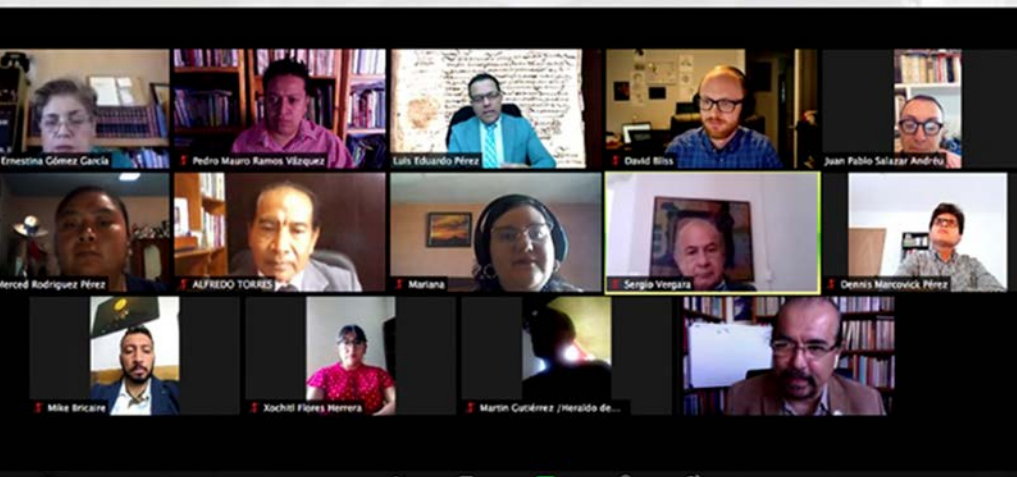 Ernestina Gómez García
Pedro Mauro Ramos Vázquez
Luis Eduardo Pérez
David Bliss
Juan Pablo Salazar Andréu
Merced Rodríguez Pérez
ALFREDO TORRES
Mariana
Sergio Vergara
Dennis Marcovick Pérez
Mike Bricaire
Xochitl Flores Herrera
Martin Gutiérrez /Heraldo de...